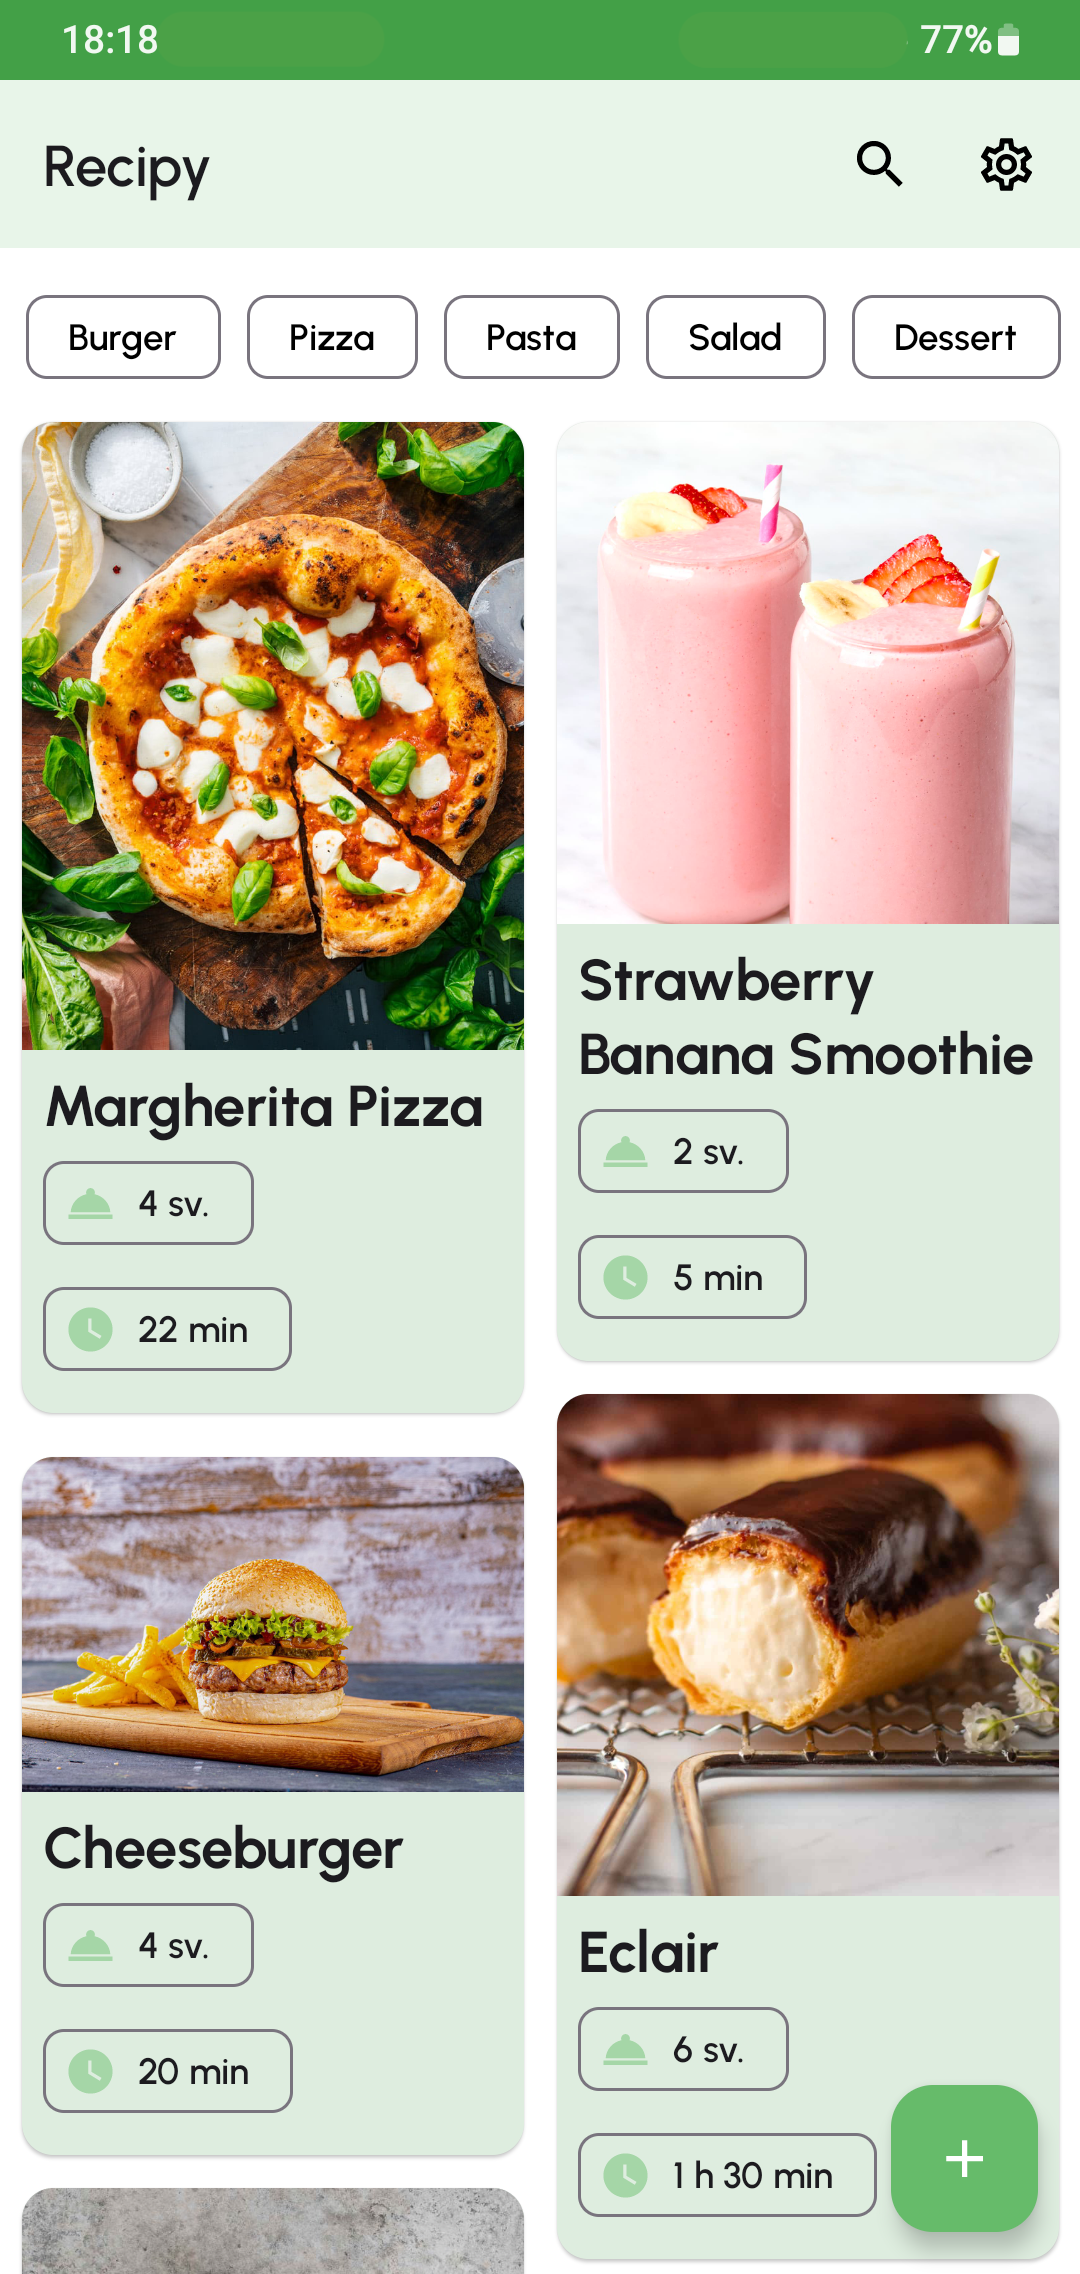 18:18
77%
Recipy
Burger
Pizza
Pasta
Salad
Dessert
Margherita Pizza
4 sv.
22 min
Strawberry
Banana Smoothie
2 sv.
5 min
Cheeseburger
4 sv.
20 min
Eclair
6 sv.
1 h 30 min